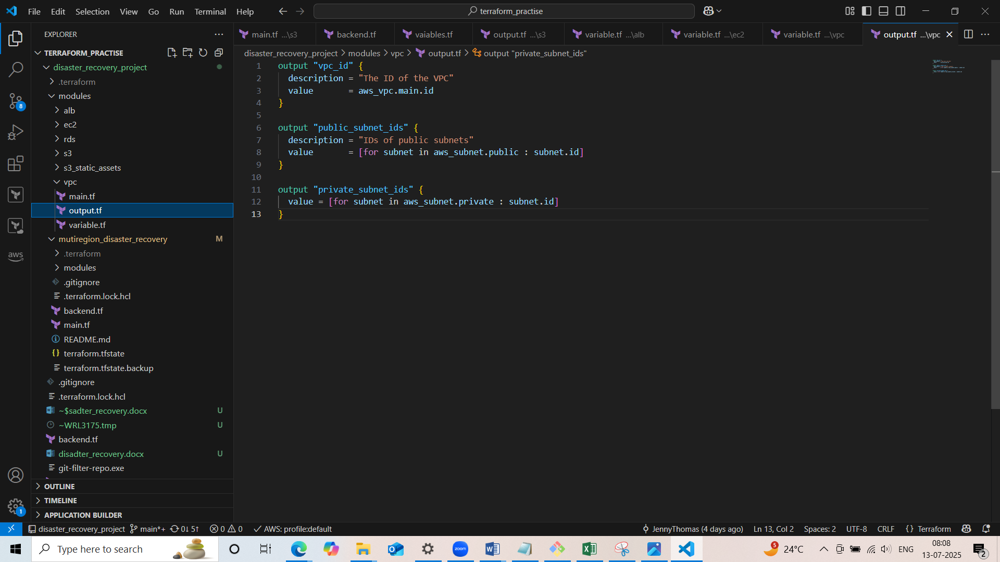 File Edit Selection View Go Run Terminal Help
terraform_practise
EXPLORER
TERRAFORM_PRACTISE
disaster_recovery_project
.terraform
modules
alb
ec2
rds
s3
s3_static_assets
vpc
main.tf
output.tf
variable.tf
mutiregion_disaster_recovery M
.terraform
modules
.gitignore
.terraform.lock.hcl
backend.tf
main.tf
README.md
terraform.tfstate
terraform.tfstate.backup
.gitignore
.terraform.lock.hcl
~$sadter_recovery.docx U
~WRL3175.tmp U
backend.tf
disadter_recovery.docx U
git-filter-repo.exe
OUTLINE
TIMELINE
APPLICATION BUILDER
8
aws
1
main.tf ...\s3 backend.tf vaiables.tf output.tf ...\s3 variable.tf ...\alb variable.tf ...\ec2 variable.tf ...\vpc output.tf ...\vpc
disaster_recovery_project > modules > vpc > output.tf > output "private_subnet_ids"
1 output "vpc_id" {
2 description = "The ID of the VPC"
3 value = aws_vpc.main.id
4 }
5
6 output "public_subnet_ids" {
7 description = "IDs of public subnets"
8 value = [for subnet in aws_subnet.public : subnet.id]
9 }
10
11 output "private_subnet_ids" {
12 value = [for subnet in aws_subnet.private : subnet.id]
13 }
disaster_recovery_project main*+ 0↓ 5↑ 0 0 AWS: profile:default
JennyThomas (4 days ago) Ln 13, Col 2 Spaces: 2 UTF-8 CRLF {} Terraform
Type here to search
zoom
5
24°C
ENG
08:08
13-07-2025
2